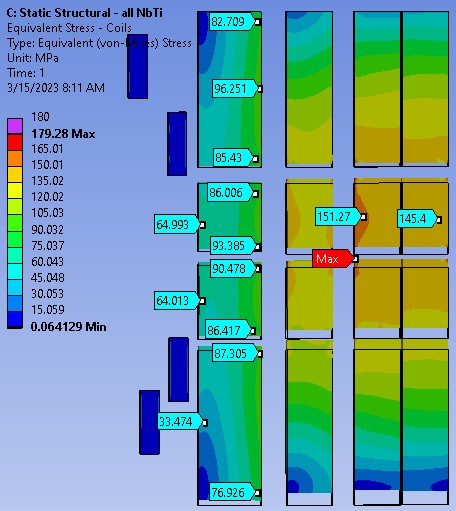 C: Static Structural - all NbTi
Equivalent Stress - Coils
Type: Equivalent (von-Mises) Stress
Unit: MPa
Time: 1
3/15/2023 8:11 AM
180
179.28 Max
165.01
150.01
135.02
120.02
105.03
90.032
75.037
60.043
45.048
30.053
15.059
0.064129 Min
82.709
96.251
85.43
86.006
64.993
93.385
151.27
145.4
Max
90.478
64.013
86.417
87.305
33.474
76.926